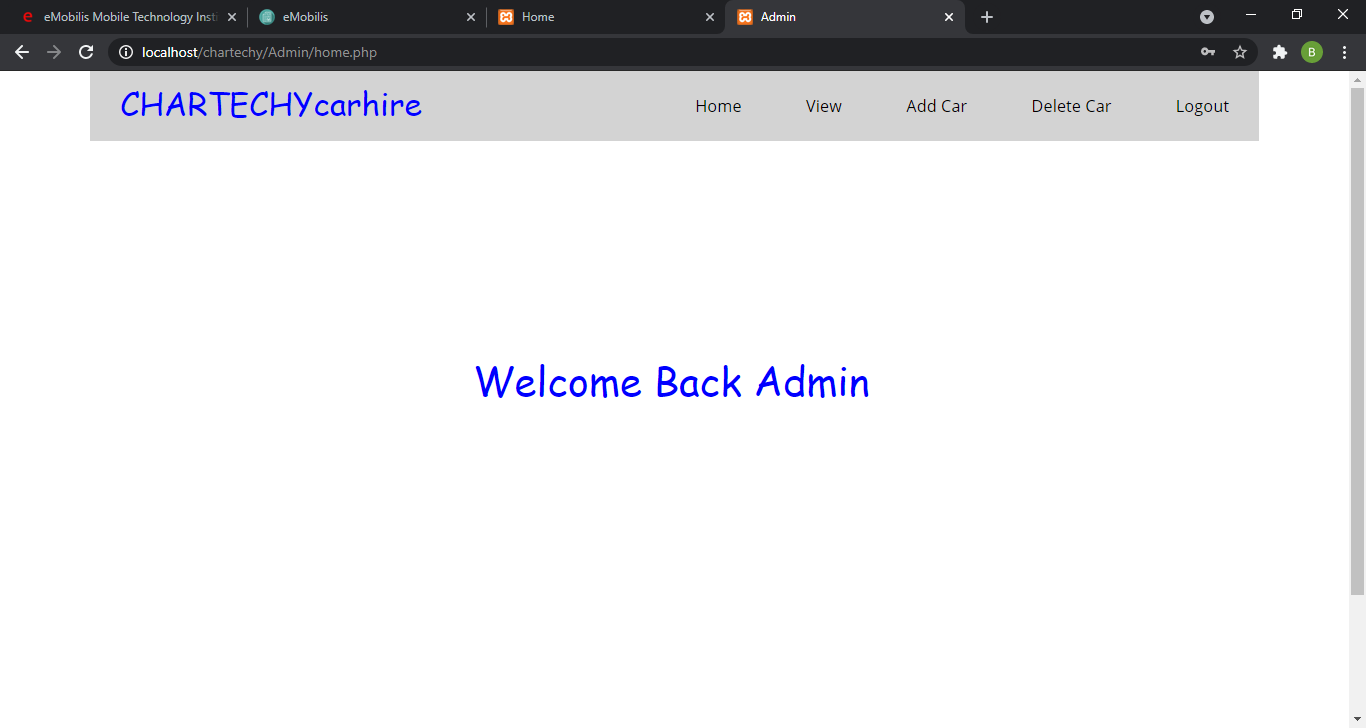 eMobilis Mobile Technology Insti
eMobilis
Home
Admin
localhost/chartechy/Admin/home.php
B
CHARTECHYcarhire
Home
View
Add Car
Delete Car
Logout
Welcome Back Admin